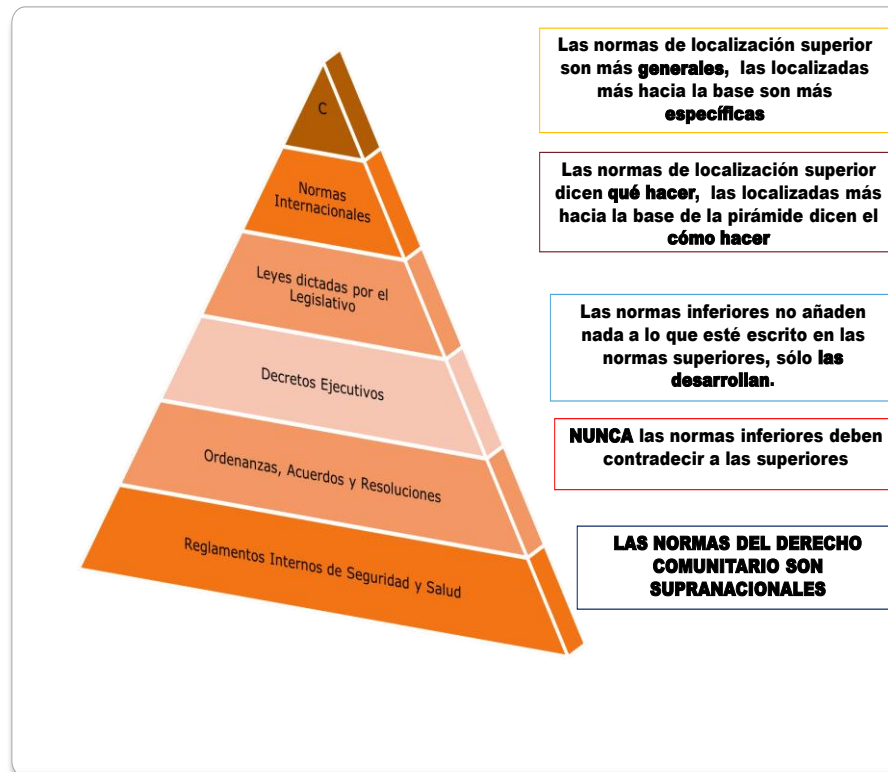 C
Normas
Internacionales
Leyes dictadas por el
Legislativo
Decretos Ejecutivos
Ordenanzas, Acuerdos y Resoluciones
Reglamentos Internos de Seguridad y Salud
Las normas de localización superior
son más generales, las localizadas
más hacia la base son más
específicas
Las normas de localización superior
dicen qué hacer, las localizadas más
hacia la base de la pirámide dicen el
cómo hacer
Las normas inferiores no añaden
nada a lo que esté escrito en las
normas superiores, sólo las
desarrollan.
NUNCA las normas inferiores deben
contradecir a las superiores
LAS NORMAS DEL DERECHO
COMUNITARIO SON
SUPRANACIONALES